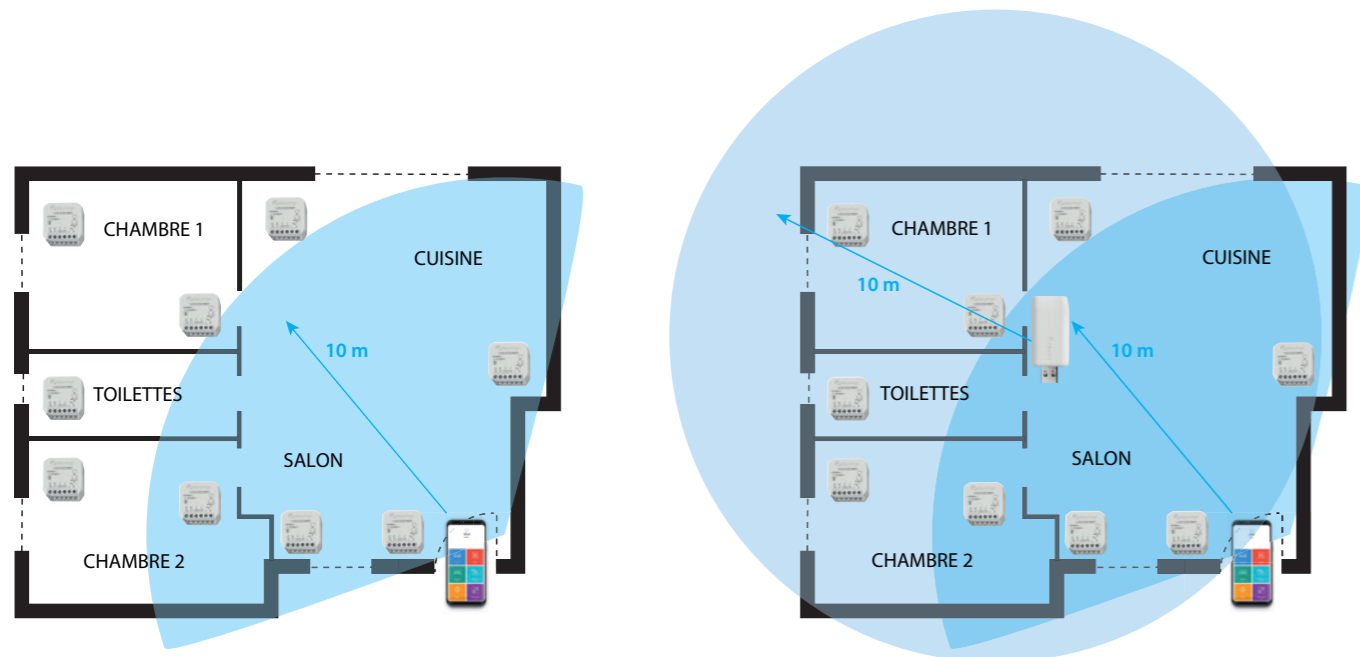 CHAMBRE 1
CUISINE
10 m
TOILETTES
SALON
CHAMBRE 2
CHAMBRE 1
CUISINE
10 m
10 m
TOILETTES
SALON
CHAMBRE 2